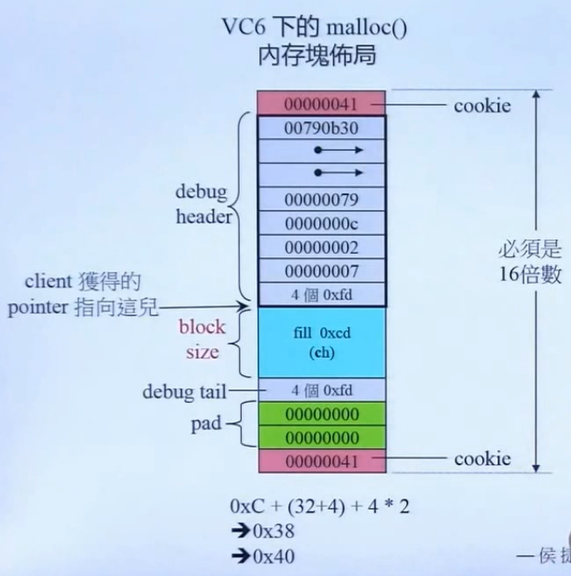 VC6 下的 malloc()
內存塊佈局
00000041
cookie
00790b30
debug
header
00000079
0000000c
00000002
00000007
4 個 0xfd
client 獲得的
pointer 指向這兒
必須是
16倍數
block
size
fill 0xcd
debug tail
4 個 0xfd
pad
00000000
00000000
00000041
cookie
0xC + (32+4) + 4 * 2
➔0x38
➔0x40
—侯捷